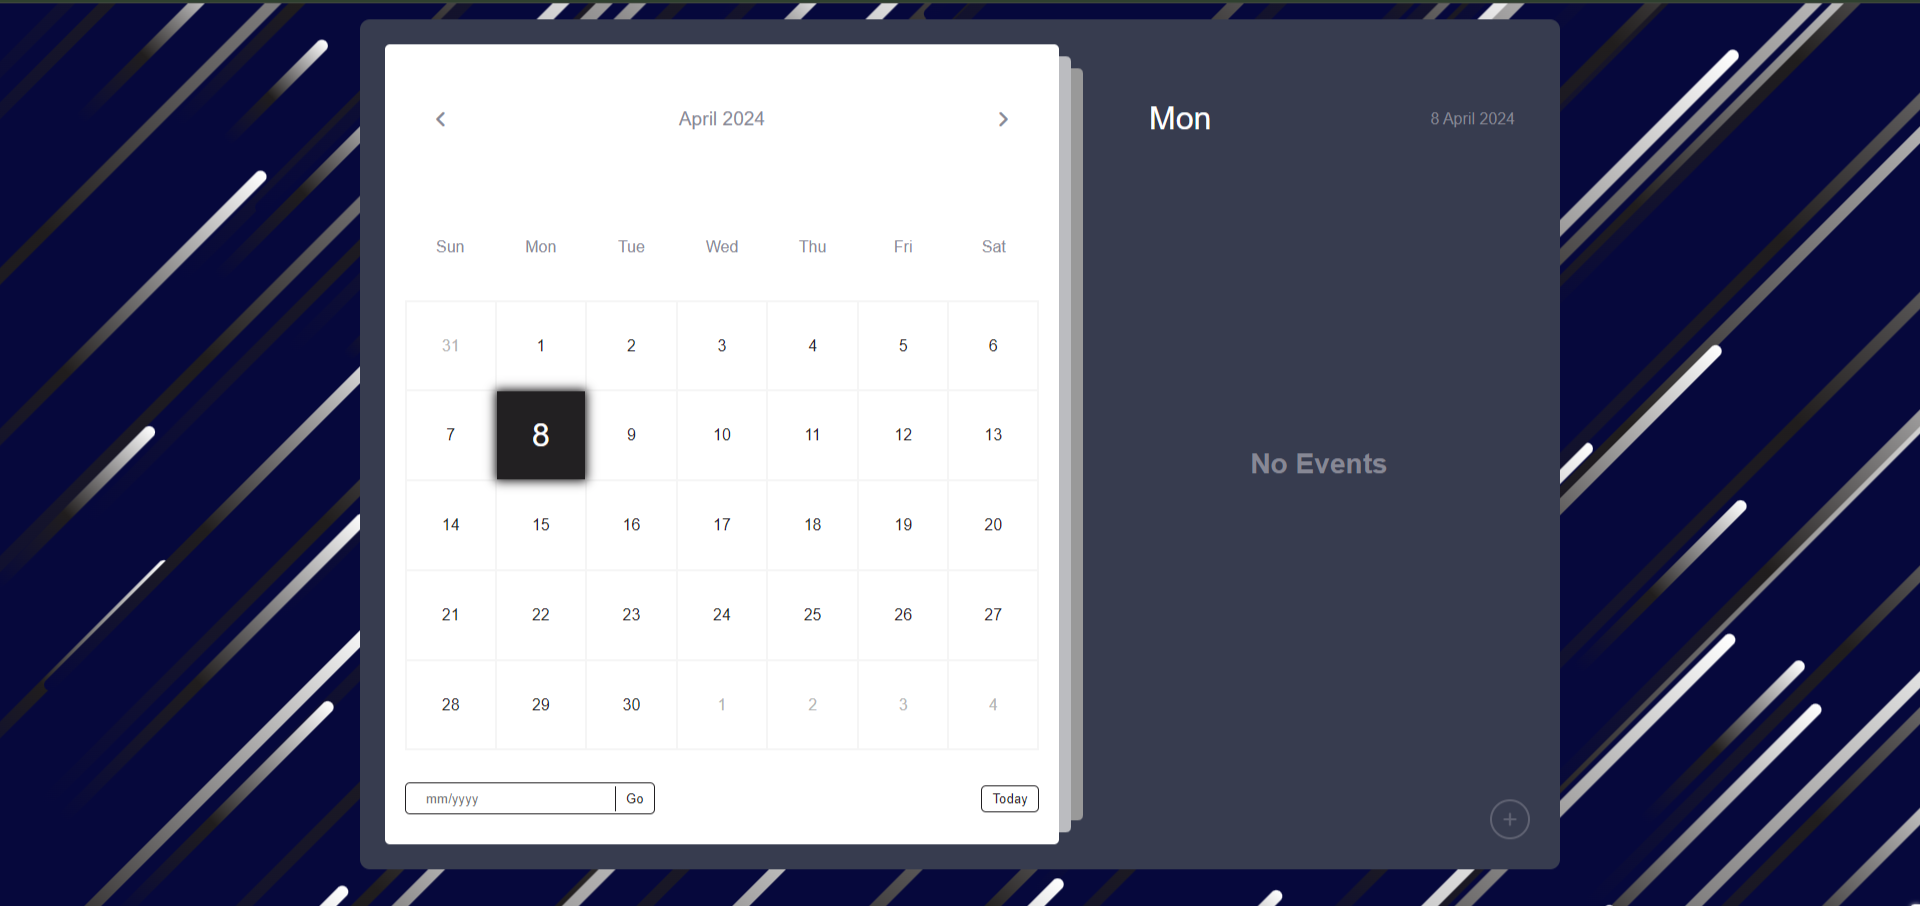 April 2024
Mon 8 April 2024
Sun Mon Tue Wed Thu Fri Sat
31 1 2 3 4 5 6
7 8 9 10 11 12 13
No Events
14 15 16 17 18 19 20
21 22 23 24 25 26 27
28 29 30 1 2 3 4
mm/yyyy Go Today